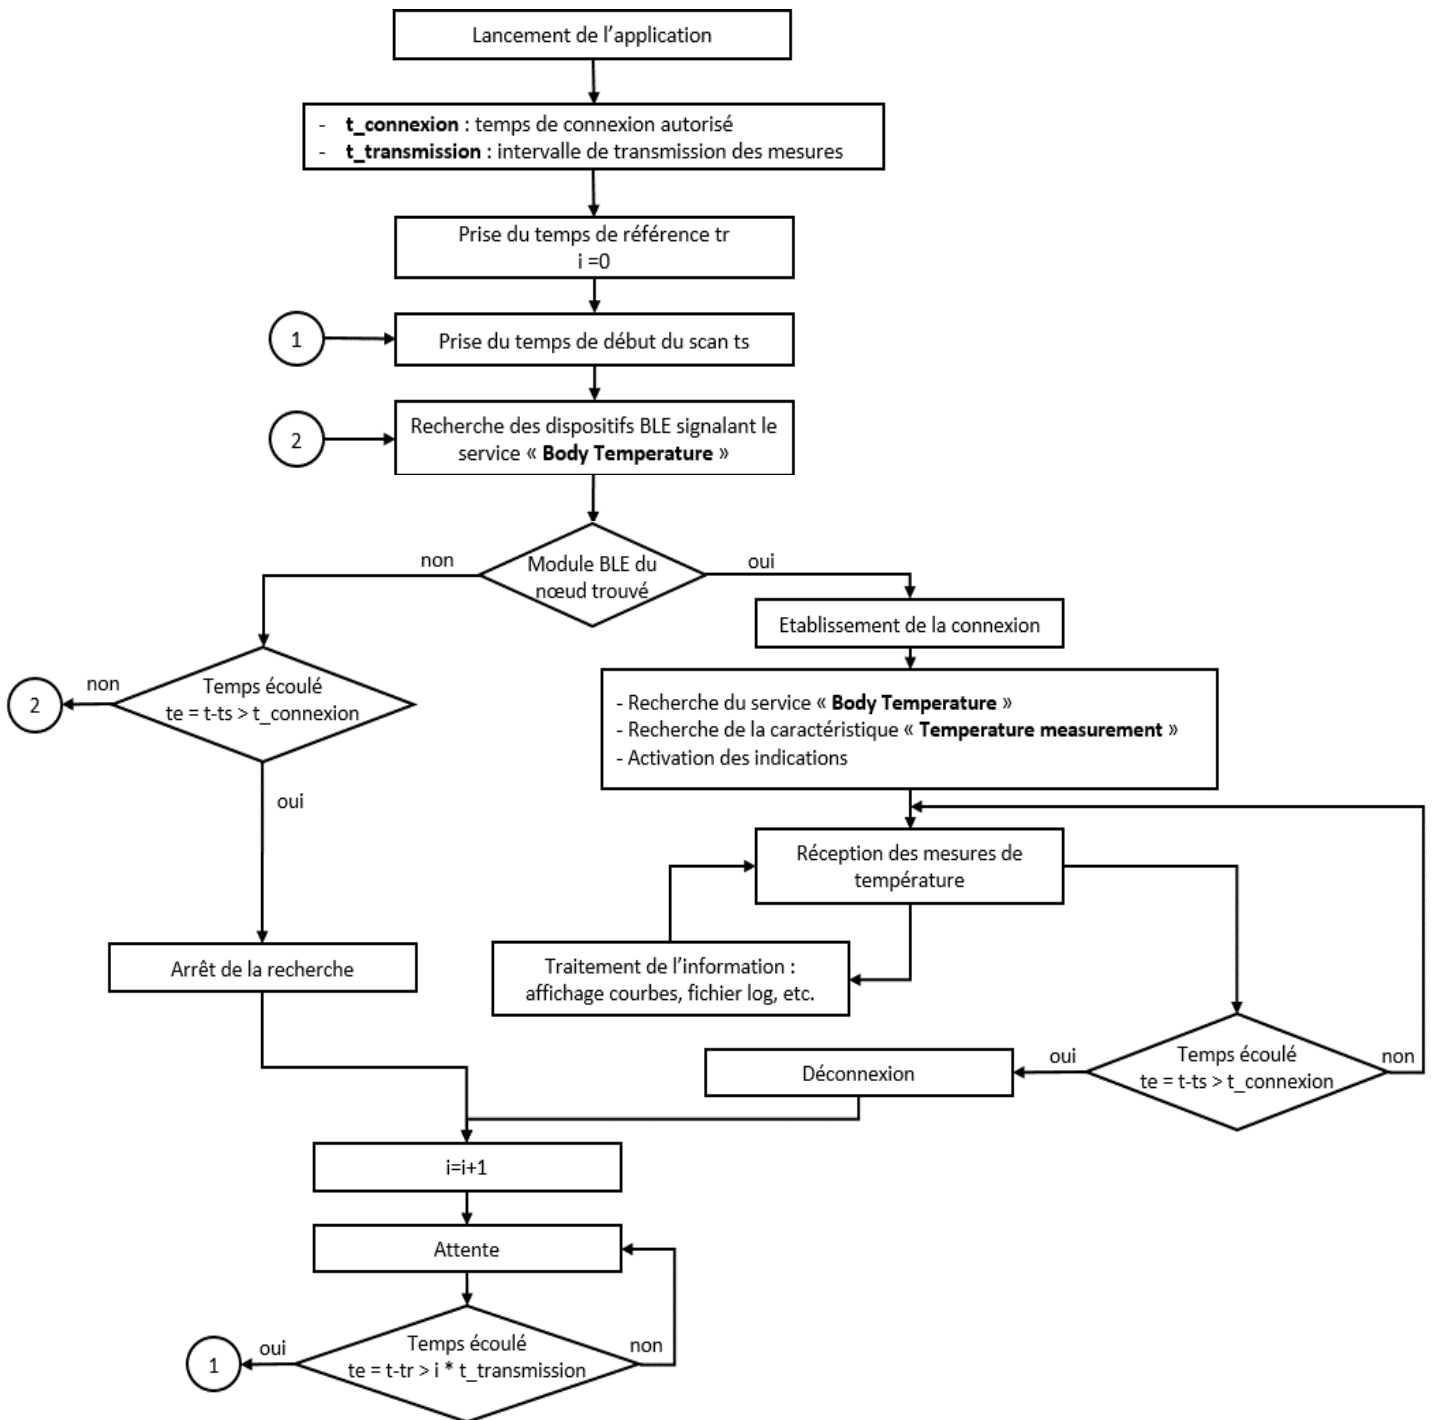 Lancement de l’application
- t_connexion : temps de connexion autorisé
- t_transmission : intervalle de transmission des mesures
Prise du temps de référence tr
i =0
1
Prise du temps de début du scan ts
2
Recherche des dispositifs BLE signalant le
service « Body Temperature »
non
Module BLE du
nœud trouvé
oui
Etablissement de la connexion
2
non
Temps écoulé
te = t-ts > t_connexion
oui
- Recherche du service « Body Temperature »
- Recherche de la caractéristique « Temperature measurement »
- Activation des indications
Réception des mesures de
température
Arrêt de la recherche
Traitement de l’information :
affichage courbes, fichier log, etc.
Déconnexion
oui
Temps écoulé
te = t-ts > t_connexion
non
i=i+1
Attente
1
oui
Temps écoulé
te = t-tr > i * t_transmission
non